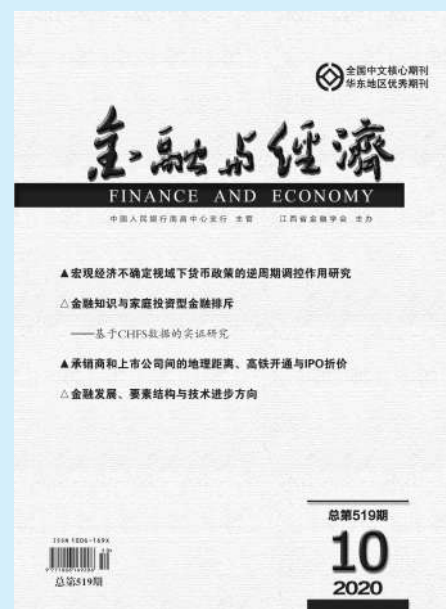 全国中文核心期刊
华东地区优秀期刊
金融与經濟
FINANCE AND ECONOMY
中国人民银行南昌中心支行 主管 江西省金融学会 主办
▲宏观经济不确定视域下货币政策的逆周期调控作用研究
△金融知识与家庭投资型金融排斥
——基于CHFS数据的实证研究
▲承销商和上市公司间的地理距离、高铁开通与IPO折价
△金融发展、要素结构与技术进步方向
ISSN 1006-169X
总第519期
总第519期
10
2020